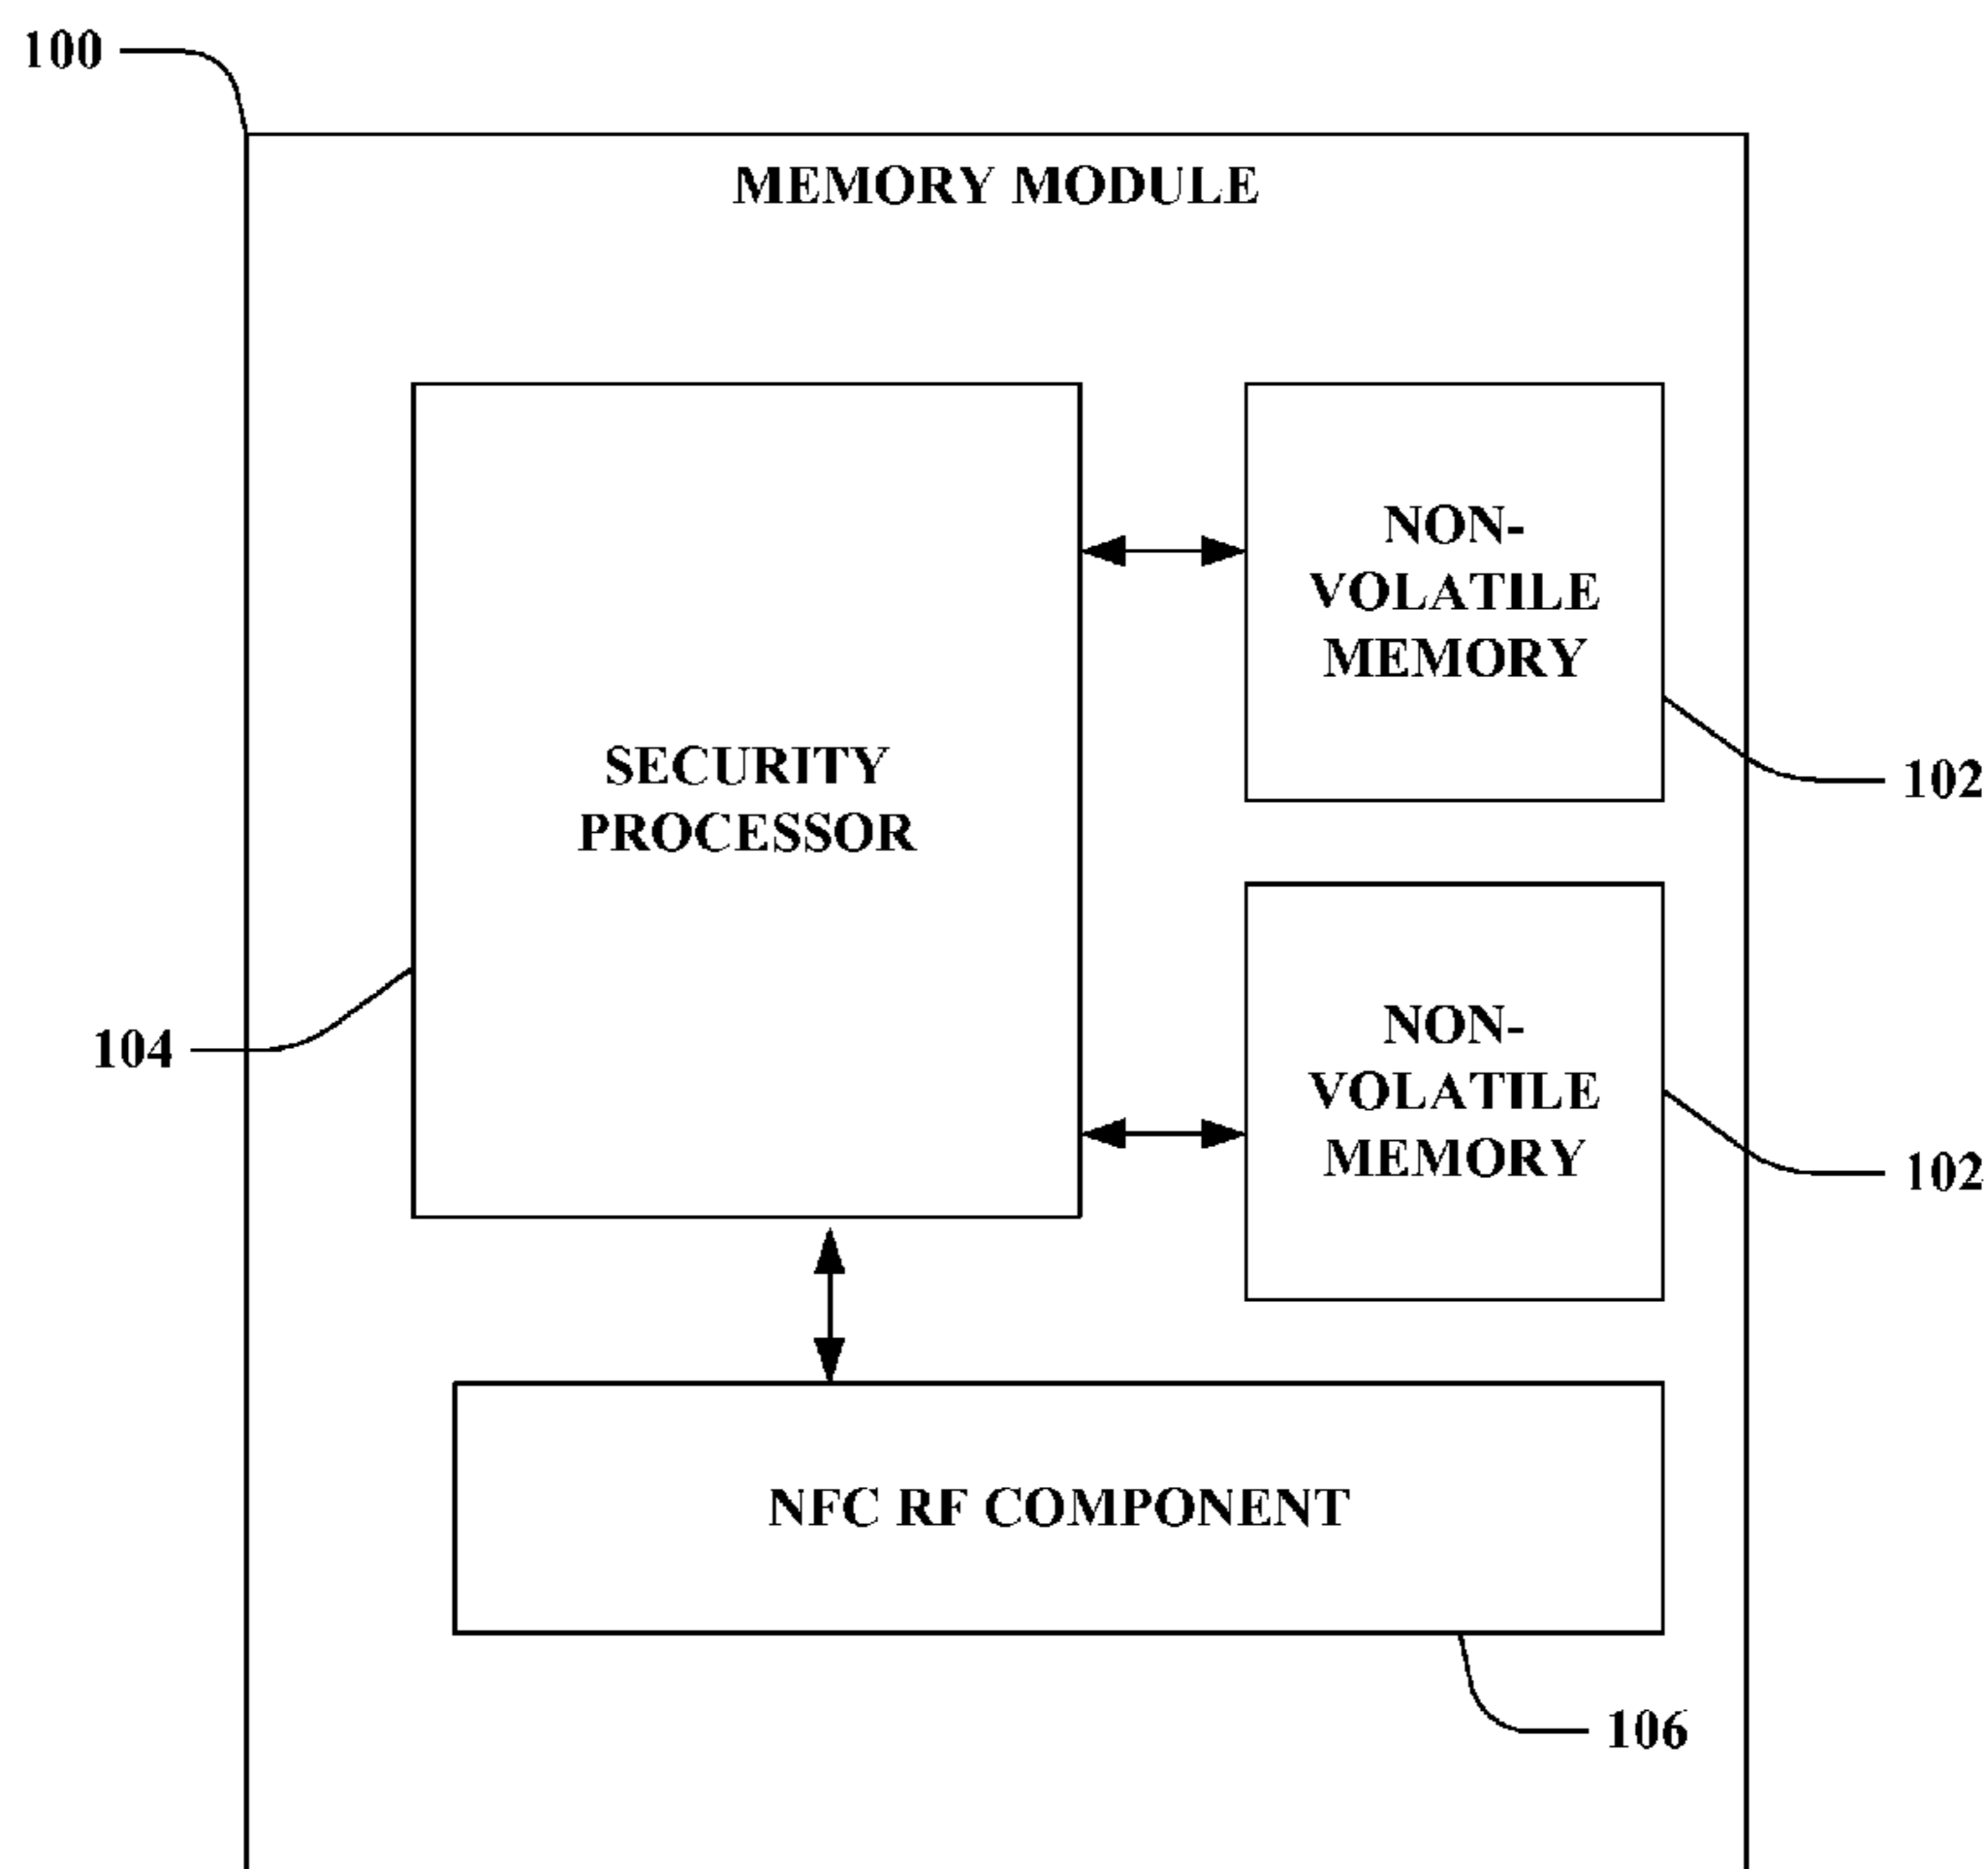 100
MEMORY MODULE
NON-
VOLATILE
MEMORY
SECURITY
PROCESSOR
102
NON-
VOLATILE
MEMORY
104
102
NFC RF COMPONENT
106